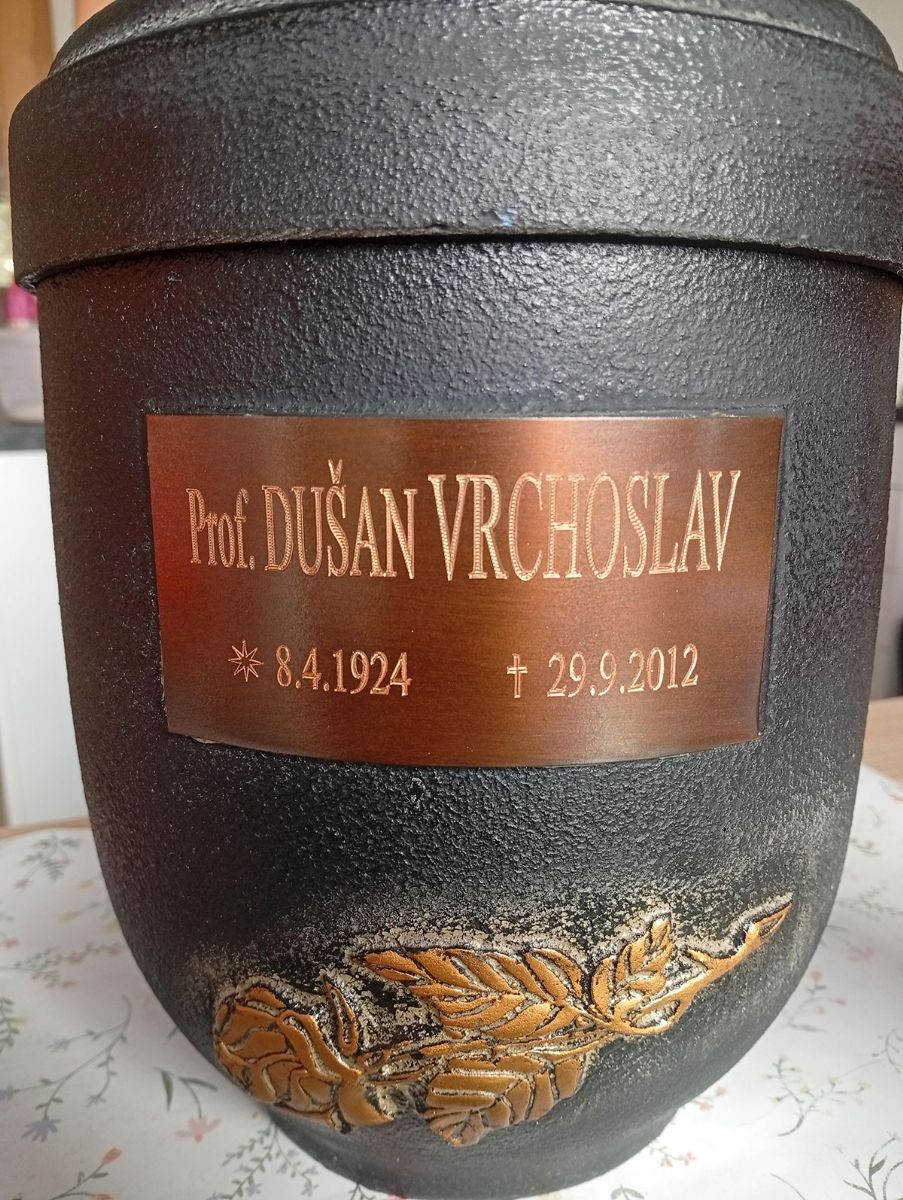 Prof. DUŠAN VRCHOSLAV
✴ 8.4.1924 † 29.9.2012